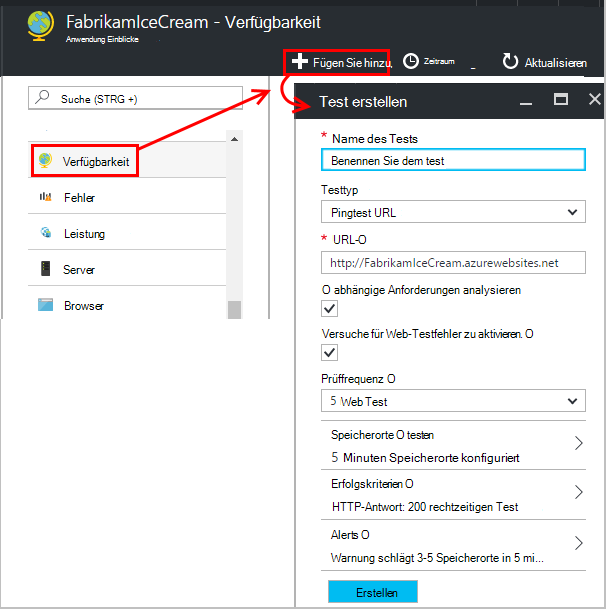 FabrikamIceCream - Verfügbarkeit
Anwendung Einblicke
Fügen Sie hinzu,
Zeitraum
Aktualisieren
Suche (STRG +)
Verfügbarkeit
Fehler
Leistung
Server
Browser
Test erstellen
* Name des Tests
Benennen Sie dem test
Testtyp
Pingtest URL
* URL-O
http://FabrikamIceCream.azurewebsites.net
O abhängige Anforderungen analysieren
Versuche für Web-Testfehler zu aktivieren. O
Prüffrequenz O
5 Web Test
Speicherorte O testen
5 Minuten Speicherorte konfiguriert
Erfolgskriterien O
HTTP-Antwort: 200 rechtzeitigen Test
Alerts O
Warnung schlägt 3-5 Speicherorte in 5 mi...
Erstellen